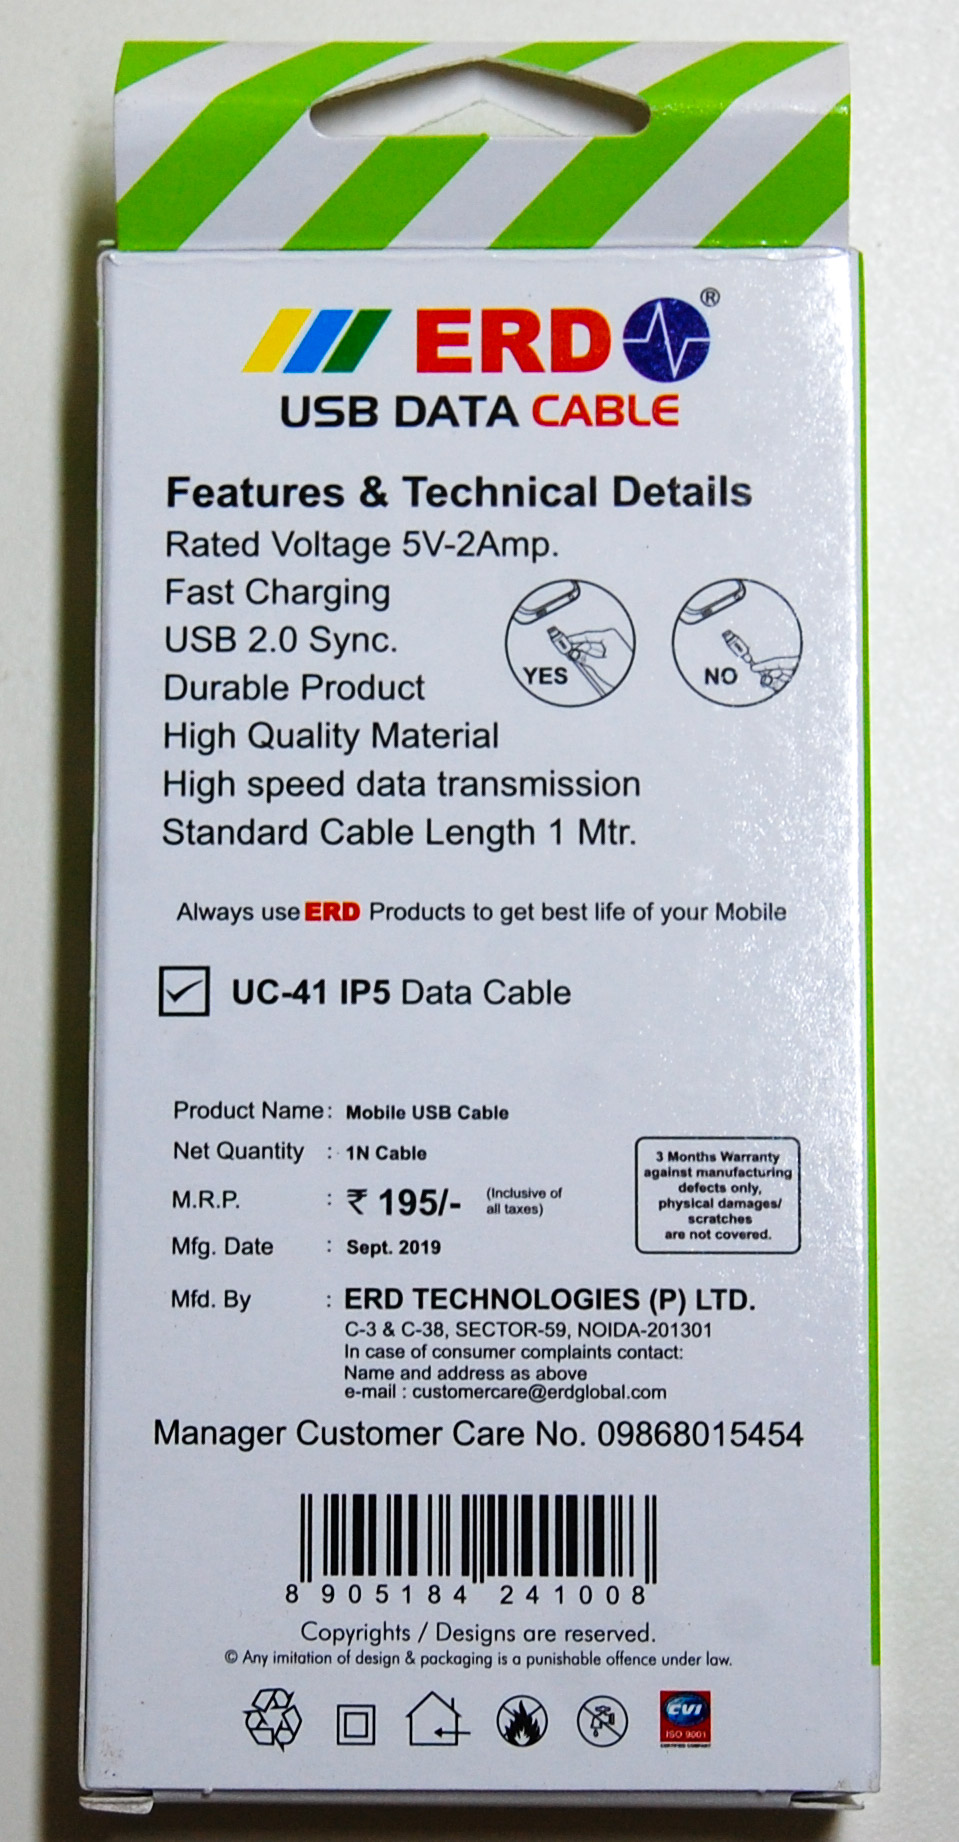 ERD ®
USB DATA CABLE
Features & Technical Details
Rated Voltage 5V-2Amp.
Fast Charging
USB 2.0 Sync.
Durable Product
High Quality Material
High speed data transmission
Standard Cable Length 1 Mtr.
YES
NO
Always use ERD Products to get best life of your Mobile
UC-41 IP5 Data Cable
Product Name: Mobile USB Cable
Net Quantity : 1N Cable
M.R.P. : ₹ 195/- (Inclusive of
all taxes)
Mfg. Date : Sept. 2019
3 Months Warranty
against manufacturing
defects only,
physical damages/
scratches
are not covered.
Mfd. By : ERD TECHNOLOGIES (P) LTD.
C-3 & C-38, SECTOR-59, NOIDA-201301
In case of consumer complaints contact:
Name and address as above
e-mail : customercare@erdglobal.com
Manager Customer Care No. 09868015454
8 905184 241008
Copyrights / Designs are reserved.
© Any imitation of design & packaging is a punishable offence under law.
CVI
ISO 9001
CERTIFIED COMPANY